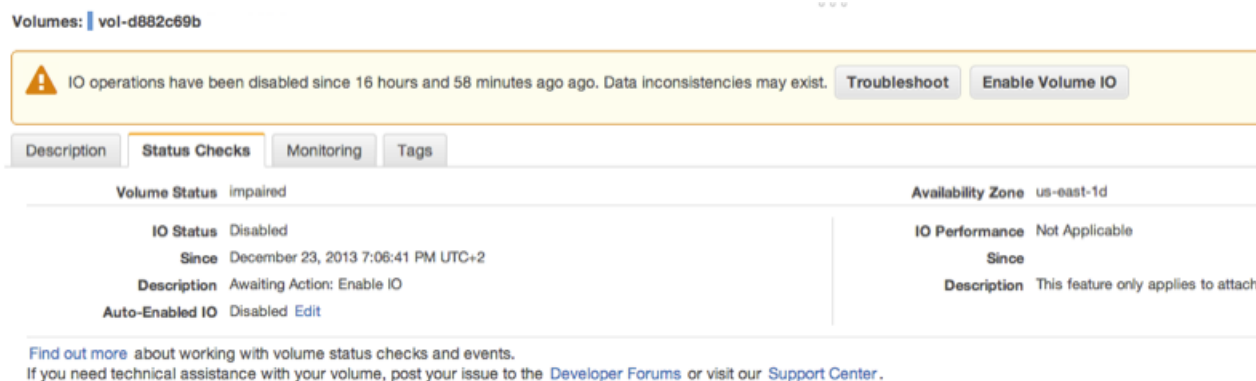 Volumes: vol-d882c69b
IO operations have been disabled since 16 hours and 58 minutes ago ago. Data inconsistencies may exist. Troubleshoot Enable Volume IO
Description Status Checks Monitoring Tags
Volume Status impaired Availability Zone us-east-1d
IO Status Disabled IO Performance Not Applicable
Since December 23, 2013 7:06:41 PM UTC+2 Since
Description Awaiting Action: Enable IO Description This feature only applies to attach
Auto-Enabled IO Disabled Edit
Find out more about working with volume status checks and events.
If you need technical assistance with your volume, post your issue to the Developer Forums or visit our Support Center.